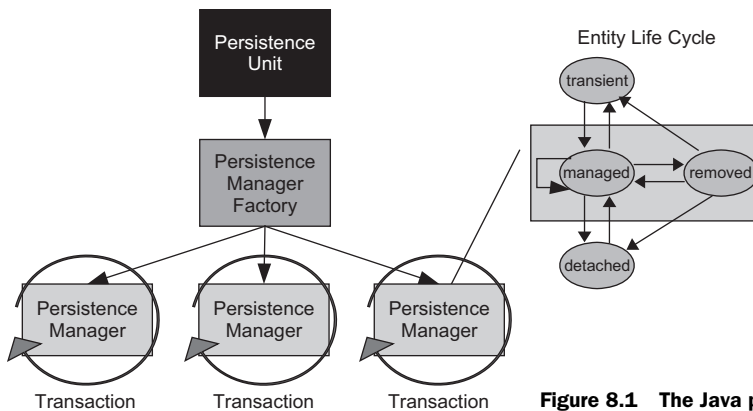 Persistence
Unit
Persistence
Manager
Factory
Persistence
Manager
Persistence
Manager
Persistence
Manager
Transaction
Transaction
Transaction
Entity Life Cycle
transient
managed
removed
detached
Figure 8.1 The Java p